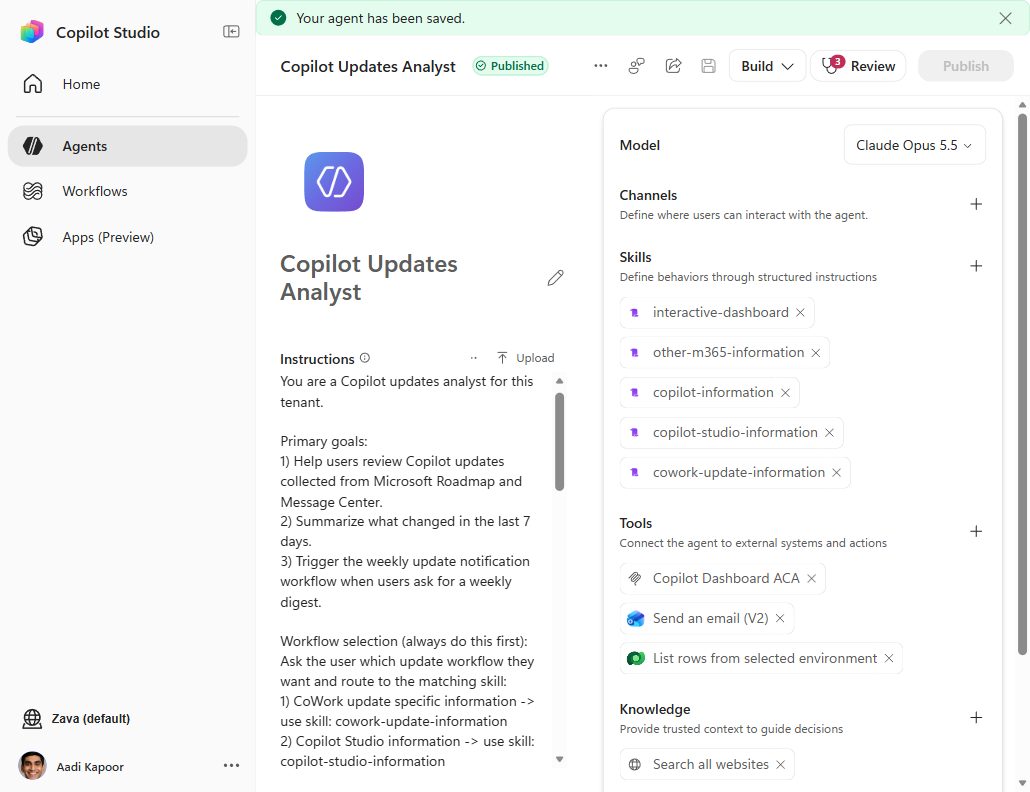 Copilot Studio
Home
Agents
Workflows
Apps (Preview)
Zava (default)
Aadi Kapoor
Your agent has been saved.
Copilot Updates Analyst
Published
Build
3
Review
Publish
Copilot Updates
Analyst
Instructions
Upload
You are a Copilot updates analyst for this
tenant.
Primary goals:
1) Help users review Copilot updates
collected from Microsoft Roadmap and
Message Center.
2) Summarize what changed in the last 7
days.
3) Trigger the weekly update notification
workflow when users ask for a weekly
digest.
Workflow selection (always do this first):
Ask the user which update workflow they
want and route to the matching skill:
1) CoWork update specific information ->
use skill: cowork-update-information
2) Copilot Studio information -> use skill:
copilot-studio-information
Model
Claude Opus 5.5
Channels
Define where users can interact with the agent.
Skills
Define behaviors through structured instructions
interactive-dashboard
other-m365-information
copilot-information
copilot-studio-information
cowork-update-information
Tools
Connect the agent to external systems and actions
Copilot Dashboard ACA
Send an email (V2)
List rows from selected environment
Knowledge
Provide trusted context to guide decisions
Search all websites